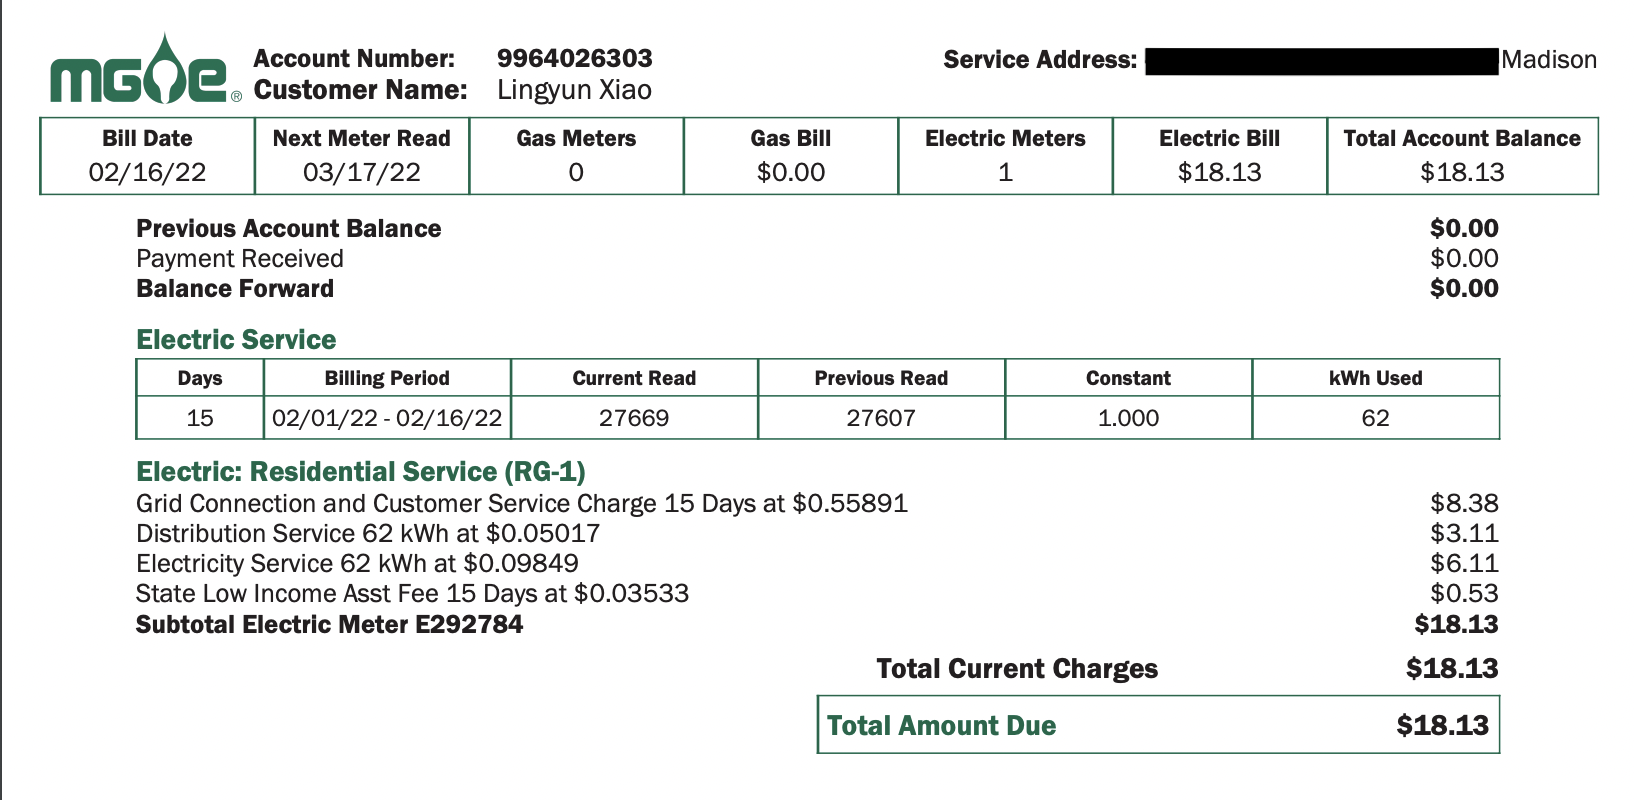 mge®
Account Number: 9964026303 Service Address: Madison
Customer Name: Lingyun Xiao
Bill Date Next Meter Read Gas Meters Gas Bill Electric Meters Electric Bill Total Account Balance
02/16/22 03/17/22 0 $0.00 1 $18.13 $18.13
Previous Account Balance $0.00
Payment Received $0.00
Balance Forward $0.00
Electric Service
Days Billing Period Current Read Previous Read Constant kWh Used
15 02/01/22 - 02/16/22 27669 27607 1.000 62
Electric: Residential Service (RG-1)
Grid Connection and Customer Service Charge 15 Days at $0.55891 $8.38
Distribution Service 62 kWh at $0.05017 $3.11
Electricity Service 62 kWh at $0.09849 $6.11
State Low Income Asst Fee 15 Days at $0.03533 $0.53
Subtotal Electric Meter E292784 $18.13
Total Current Charges $18.13
Total Amount Due $18.13